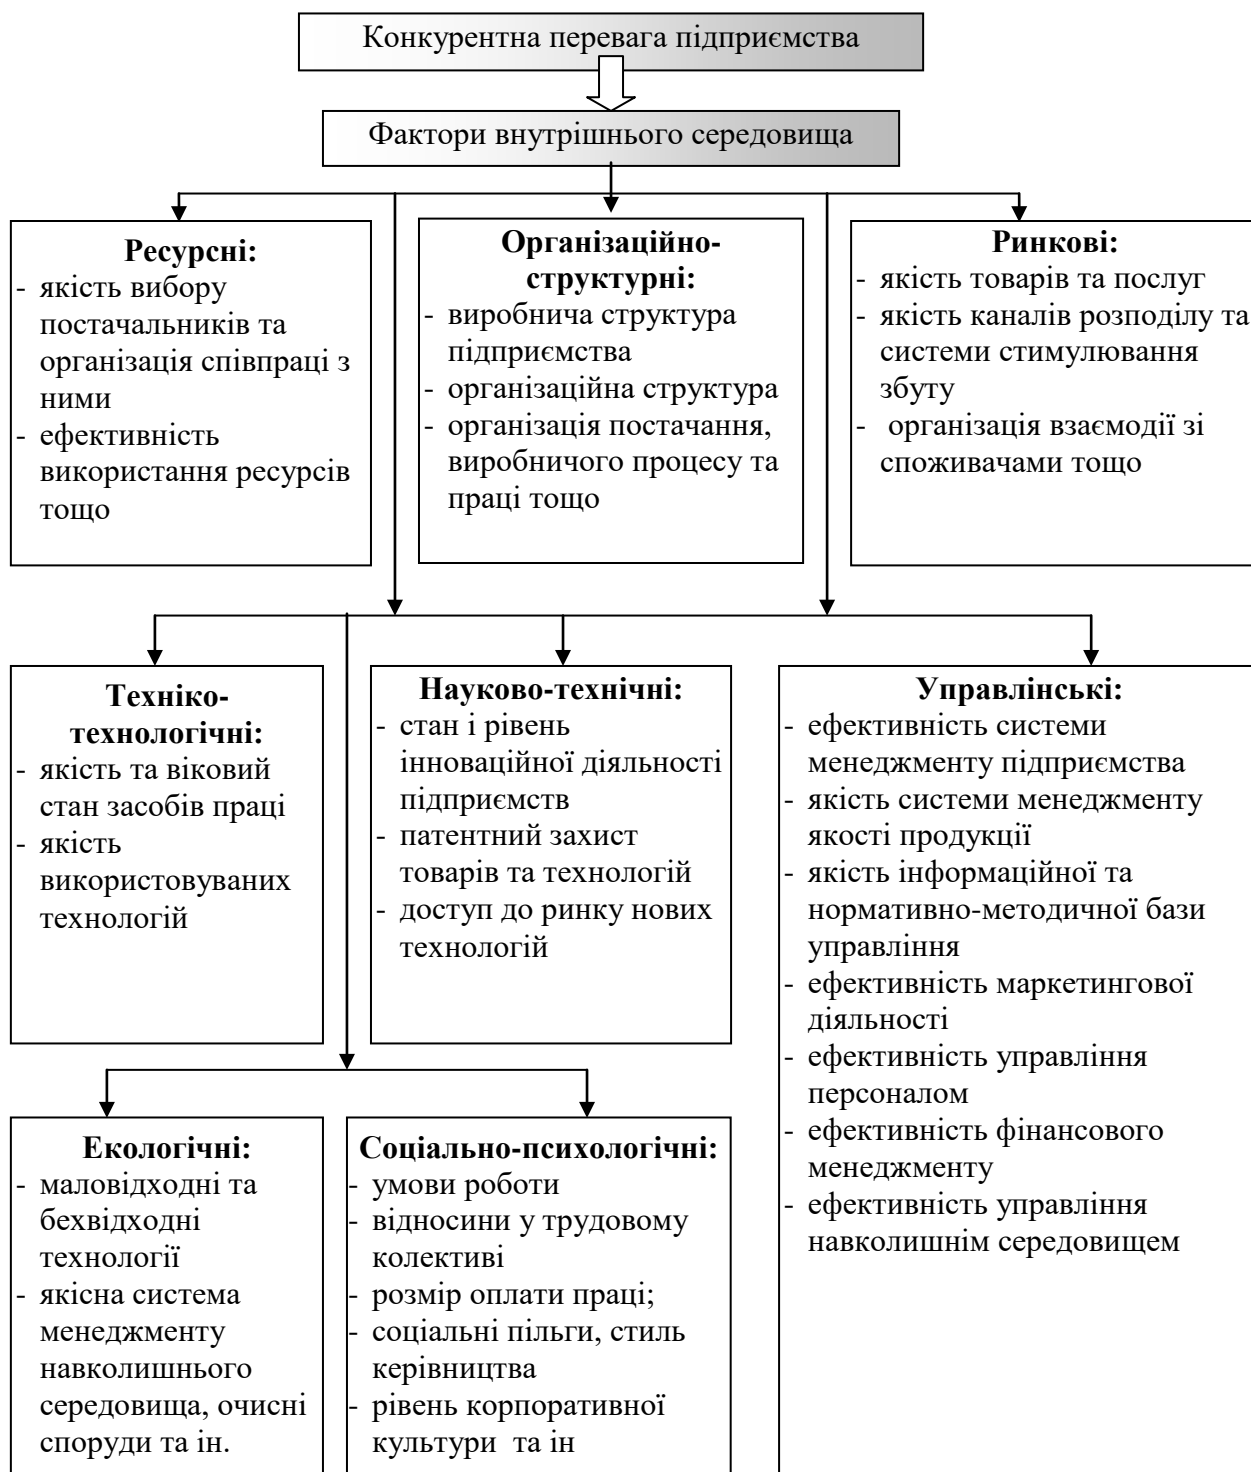 Конкурентна перевага підприємства
Фактори внутрішнього середовища
Ресурсні:
- якість вибору
постачальників та
організація співпраці з
ними
- ефективність
використання ресурсів
тощо
Організаційно-
структурні:
- виробнича структура
підприємства
- організаційна структура
- організація постачання,
виробничого процесу та
праці тощо
Ринкові:
- якість товарів та послуг
- якість каналів розподілу та
системи стимулювання
збуту
- організація взаємодії зі
споживачами тощо
Техніко-
технологічні:
- якість та віковий
стан засобів праці
- якість
використовуваних
технологій
Науково-технічні:
- стан і рівень
інноваційної діяльності
підприємств
- патентний захист
товарів та технологій
- доступ до ринку нових
технологій
Управлінські:
- ефективність системи
менеджменту підприємства
- якість системи менеджменту
якості продукції
- якість інформаційної та
нормативно-методичної бази
управління
- ефективність маркетингової
діяльності
- ефективність управління
персоналом
- ефективність фінансового
менеджменту
- ефективність управління
навколишнім середовищем
Екологічні:
- маловідходні та
бехвідходні
технології
- якісна система
менеджменту
навколишнього
середовища, очисні
споруди та ін.
Соціально-психологічні:
- умови роботи
- відносини у трудовому
колективі
- розмір оплати праці;
- соціальні пільги, стиль
керівництва
- рівень корпоративної
культури та ін